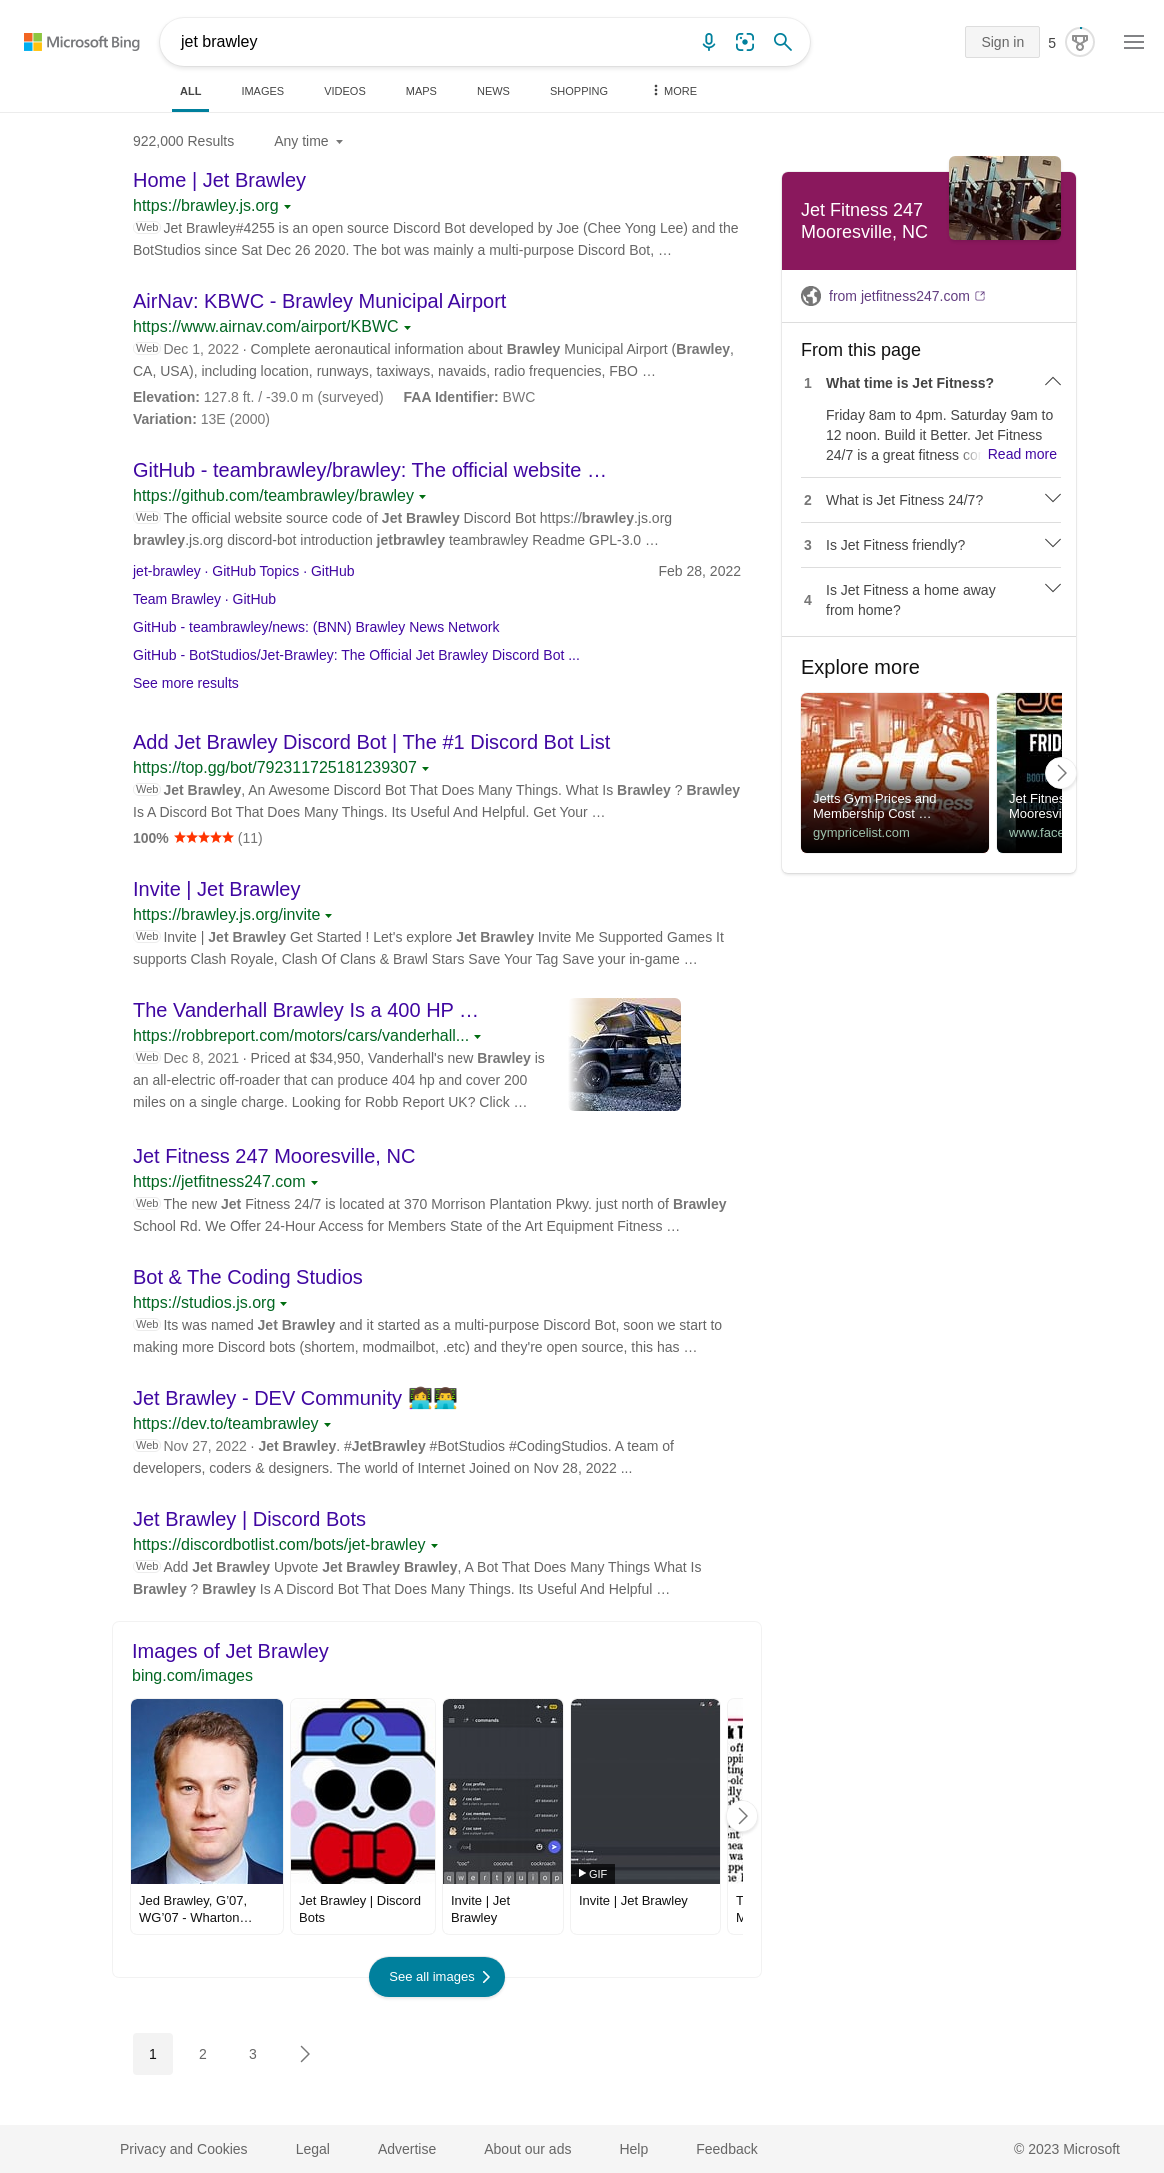 Microsoft Bing
jet brawley
Sign in
5
ALL
IMAGES
VIDEOS
MAPS
NEWS
SHOPPING
MORE
922,000 Results
Any time
Home | Jet Brawley
https://brawley.js.org
Web Jet Brawley#4255 is an open source Discord Bot developed by Joe (Chee Yong Lee) and the
BotStudios since Sat Dec 26 2020. The bot was mainly a multi-purpose Discord Bot, …
AirNav: KBWC - Brawley Municipal Airport
https://www.airnav.com/airport/KBWC
Web Dec 1, 2022 · Complete aeronautical information about Brawley Municipal Airport (Brawley,
CA, USA), including location, runways, taxiways, navaids, radio frequencies, FBO …
Elevation: 127.8 ft. / -39.0 m (surveyed) FAA Identifier: BWC
Variation: 13E (2000)
GitHub - teambrawley/brawley: The official website …
https://github.com/teambrawley/brawley
Web The official website source code of Jet Brawley Discord Bot https://brawley.js.org
brawley.js.org discord-bot introduction jetbrawley teambrawley Readme GPL-3.0 …
jet-brawley · GitHub Topics · GitHub
Feb 28, 2022
Team Brawley · GitHub
GitHub - teambrawley/news: (BNN) Brawley News Network
GitHub - BotStudios/Jet-Brawley: The Official Jet Brawley Discord Bot ...
See more results
Add Jet Brawley Discord Bot | The #1 Discord Bot List
https://top.gg/bot/792311725181239307
Web Jet Brawley, An Awesome Discord Bot That Does Many Things. What Is Brawley ? Brawley
Is A Discord Bot That Does Many Things. Its Useful And Helpful. Get Your …
100% ★★★★★ (11)
Invite | Jet Brawley
https://brawley.js.org/invite
Web Invite | Jet Brawley Get Started ! Let's explore Jet Brawley Invite Me Supported Games It
supports Clash Royale, Clash Of Clans & Brawl Stars Save Your Tag Save your in-game …
The Vanderhall Brawley Is a 400 HP …
https://robbreport.com/motors/cars/vanderhall...
Web Dec 8, 2021 · Priced at $34,950, Vanderhall's new Brawley is
an all-electric off-roader that can produce 404 hp and cover 200
miles on a single charge. Looking for Robb Report UK? Click …
Jet Fitness 247 Mooresville, NC
https://jetfitness247.com
Web The new Jet Fitness 24/7 is located at 370 Morrison Plantation Pkwy. just north of Brawley
School Rd. We Offer 24-Hour Access for Members State of the Art Equipment Fitness …
Bot & The Coding Studios
https://studios.js.org
Web Its was named Jet Brawley and it started as a multi-purpose Discord Bot, soon we start to
making more Discord bots (shortem, modmailbot, .etc) and they're open source, this has …
Jet Brawley - DEV Community 👩‍💻👨‍💻
https://dev.to/teambrawley
Web Nov 27, 2022 · Jet Brawley. #JetBrawley #BotStudios #CodingStudios. A team of
developers, coders & designers. The world of Internet Joined on Nov 28, 2022 ...
Jet Brawley | Discord Bots
https://discordbotlist.com/bots/jet-brawley
Web Add Jet Brawley Upvote Jet Brawley Brawley, A Bot That Does Many Things What Is
Brawley ? Brawley Is A Discord Bot That Does Many Things. Its Useful And Helpful …
Images of Jet Brawley
bing.com/images
9:03
commands
/ coc profile
/ coc clan
/ coc members
/ coc save
JET BRAWLEY
JET BRAWLEY
JET BRAWLEY
JET BRAWLEY
"coc" coconut cockroach
q w e r t y u i o p
GIF
Jed Brawley, G'07,
WG'07 - Wharton…
Jet Brawley | Discord
Bots
Invite | Jet
Brawley
Invite | Jet Brawley
See all images
1
2
3
Jet Fitness 247
Mooresville, NC
from jetfitness247.com
From this page
1 What time is Jet Fitness?
Friday 8am to 4pm. Saturday 9am to
12 noon. Build it Better. Jet Fitness
24/7 is a great fitness co Read more
2 What is Jet Fitness 24/7?
3 Is Jet Fitness friendly?
4 Is Jet Fitness a home away
from home?
Explore more
jetts
24 hour fitness
Jetts Gym Prices and
Membership Cost …
gympricelist.com
FRID
Jet Fitnes
Mooresvi
www.face
Privacy and Cookies
Legal
Advertise
About our ads
Help
Feedback
© 2023 Microsoft